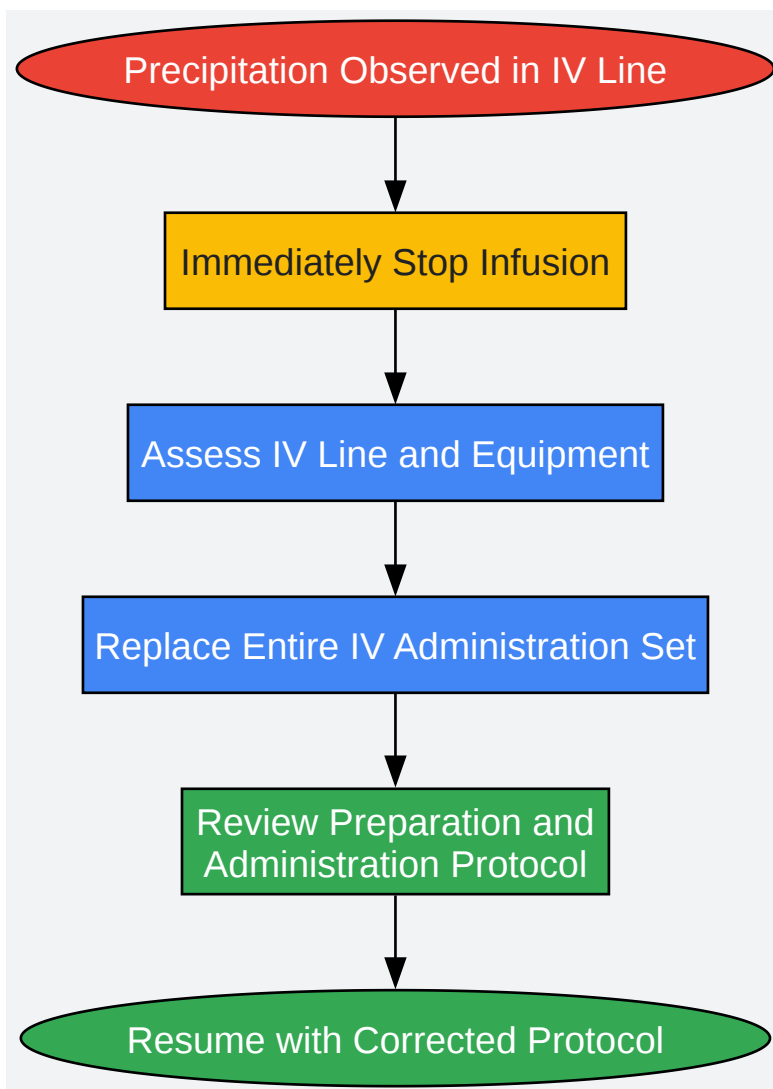 Precipitation Observed in IV Line
Immediately Stop Infusion
Assess IV Line and Equipment
Replace Entire IV Administration Set
Review Preparation and
Administration Protocol
Resume with Corrected Protocol